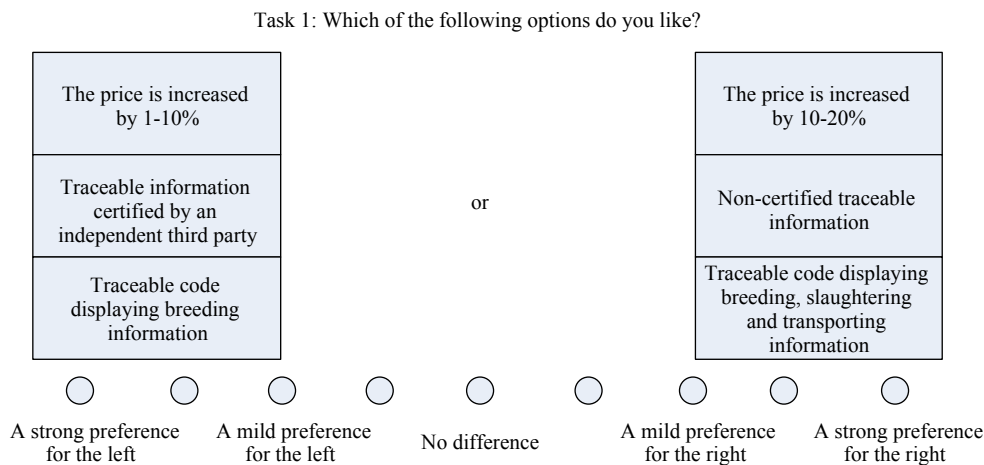 Task 1: Which of the following options do you like?
The price is increased
by 1-10%
Traceable information
certified by an
independent third party
Traceable code
displaying breeding
information
or
The price is increased
by 10-20%
Non-certified traceable
information
Traceable code displaying
breeding, slaughtering
and transporting
information
A strong preference
for the left
A mild preference
for the left
No difference
A mild preference
for the right
A strong preference
for the right